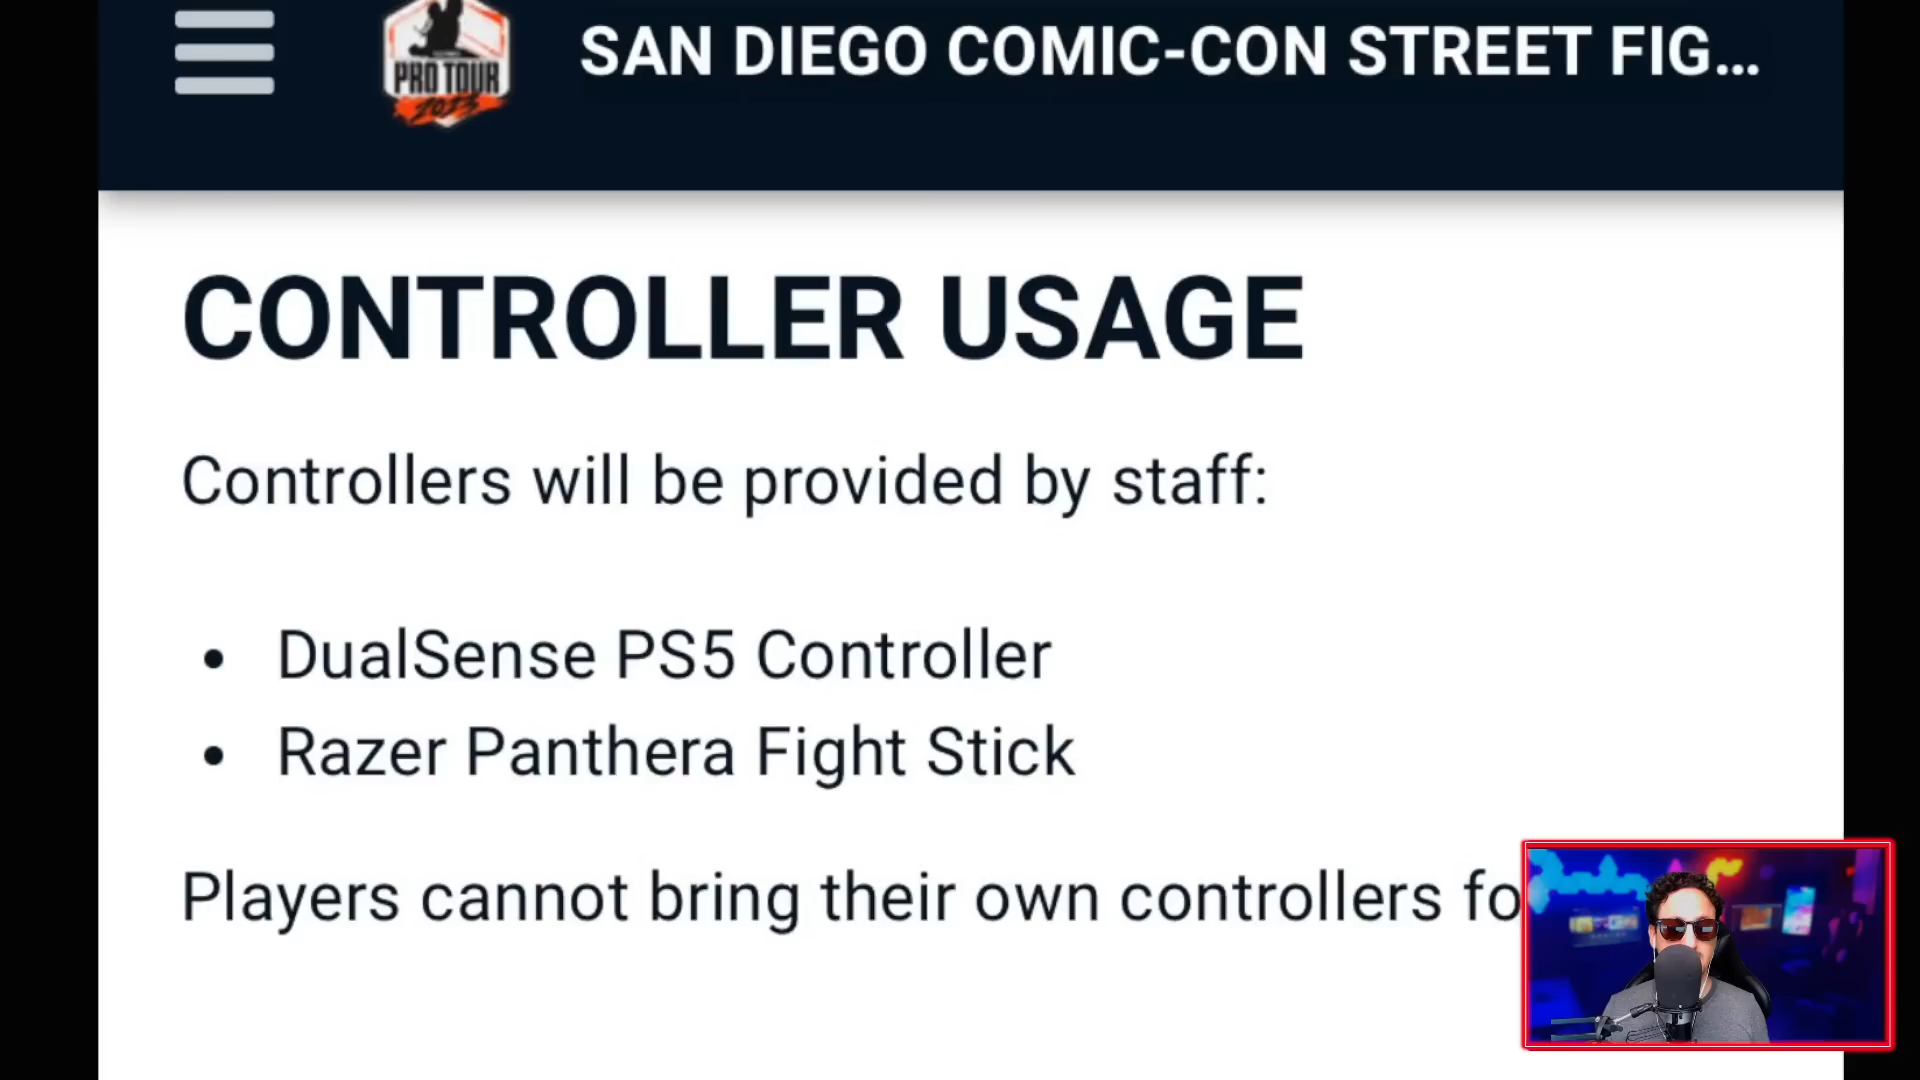 PRO TOUR
2023
SAN DIEGO COMIC-CON STREET FIG...
CONTROLLER USAGE
Controllers will be provided by staff:
• DualSense PS5 Controller
• Razer Panthera Fight Stick
Players cannot bring their own controllers fo